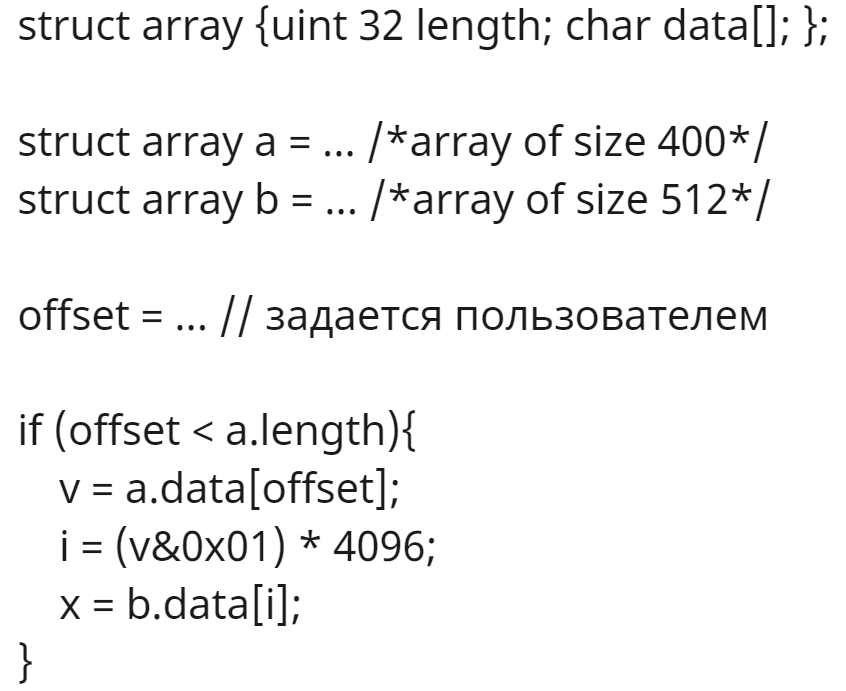 struct array {uint 32 length; char data[]; };
struct array a = ... /*array of size 400*/
struct array b = ... /*array of size 512*/
offset = ... // задается пользователем
if (offset < a.length){
v = a.data[offset];
i = (v&0x01) * 4096;
x = b.data[i];
}